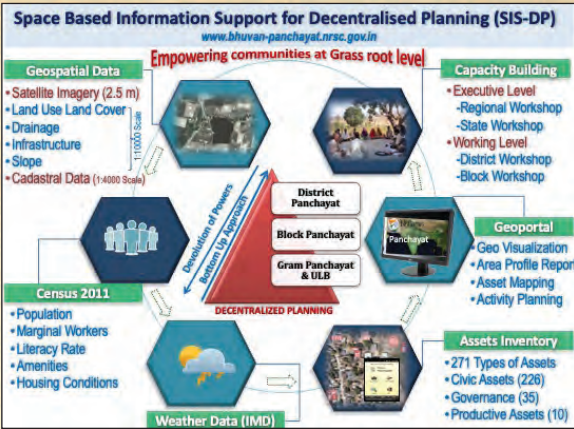 Space Based Information Support for Decentralised Planning (SIS-DP)
www.bhuvan-panchayat.nrsc.gov.in
Empowering communities at Grass root level
Geospatial Data
• Satellite Imagery (2.5 m)
• Land Use Land Cover
• Drainage
• Infrastructure
• Slope
• Cadastral Data (1:4000 Scale)
1:10000 Scale
Capacity Building
• Executive Level
-Regional Workshop
-State Workshop
• Working Level
-District Workshop
-Block Workshop
Devolution of Powers
Bottom Up Approach
District
Panchayat
Block Panchayat
Gram Panchayat
& ULB
DECENTRALIZED PLANNING
Panchayat
Geoportal
• Geo Visualization
• Area Profile Report
• Asset Mapping
• Activity Planning
Census 2011
• Population
• Marginal Workers
• Literacy Rate
• Amenities
• Housing Conditions
Weather Data (IMD)
Assets Inventory
• 271 Types of Assets
• Civic Assets (226)
• Governance (35)
• Productive Assets (10)